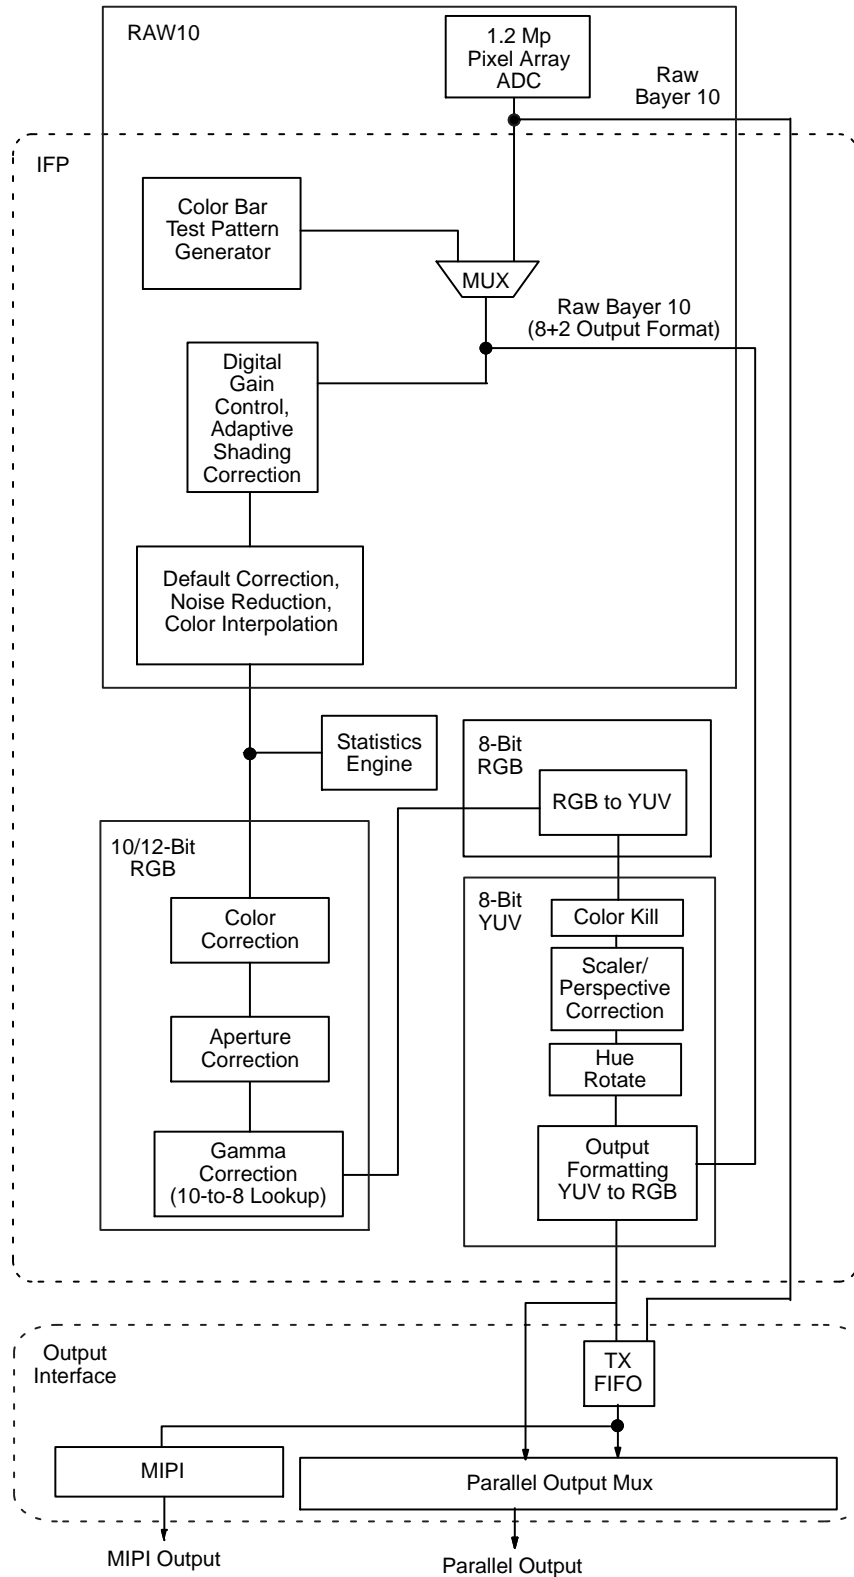 RAW10
1.2 Mp
Pixel Array
ADC
Raw
Bayer 10
IFP
Color Bar
Test Pattern
Generator
MUX
Raw Bayer 10
(8+2 Output Format)
Digital
Gain
Control,
Adaptive
Shading
Correction
Default Correction,
Noise Reduction,
Color Interpolation
Statistics
Engine
8-Bit
RGB
RGB to YUV
10/12-Bit
RGB
8-Bit
YUV
Color Kill
Color
Correction
Scaler/
Perspective
Correction
Aperture
Correction
Hue
Rotate
Gamma
Correction
(10-to-8 Lookup)
Output
Formatting
YUV to RGB
Output
Interface
TX
FIFO
MIPI
Parallel Output Mux
MIPI Output
Parallel Output